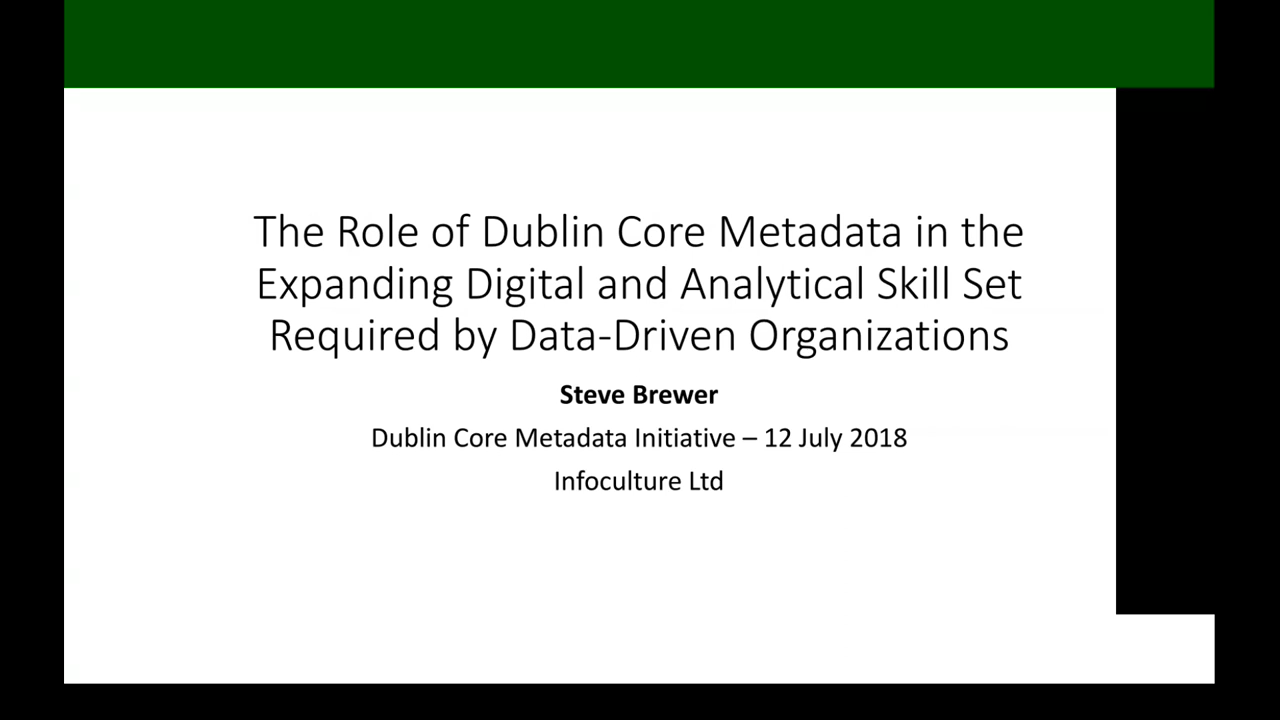 The Role of Dublin Core Metadata in the
Expanding Digital and Analytical Skill Set
Required by Data-Driven Organizations
Steve Brewer
Dublin Core Metadata Initiative – 12 July 2018
Infoculture Ltd